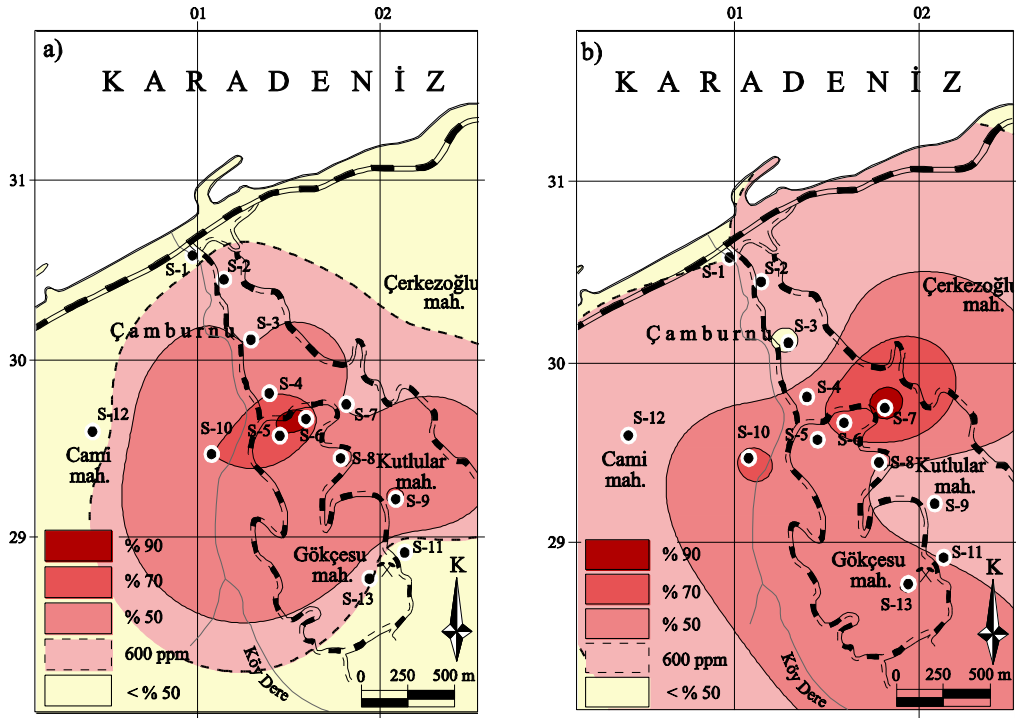 a)
01
02
K A R A D E N İ Z
31
30
29
S-1
S-2
Çerkezoğlu
mah.
Çamburnu
S-3
S-4
S-12
S-7
S-10
S-5
S-6
Cami
mah.
S-8
Kutlular
mah.
S-9
Gökçesu
mah.
S-11
S-13
K
Köy Dere
% 90
% 70
% 50
600 ppm
< % 50
0 250 500 m
b)
01
02
K A R A D E N İ Z
31
30
29
S-1
S-2
Çerkezoğlu
mah.
Çamburnu
S-3
S-4
S-12
S-7
S-10
S-5
S-6
Cami
mah.
S-8
Kutlular
mah.
S-9
Gökçesu
mah.
S-11
S-13
K
Köy Dere
% 90
% 70
% 50
600 ppm
< % 50
0 250 500 m